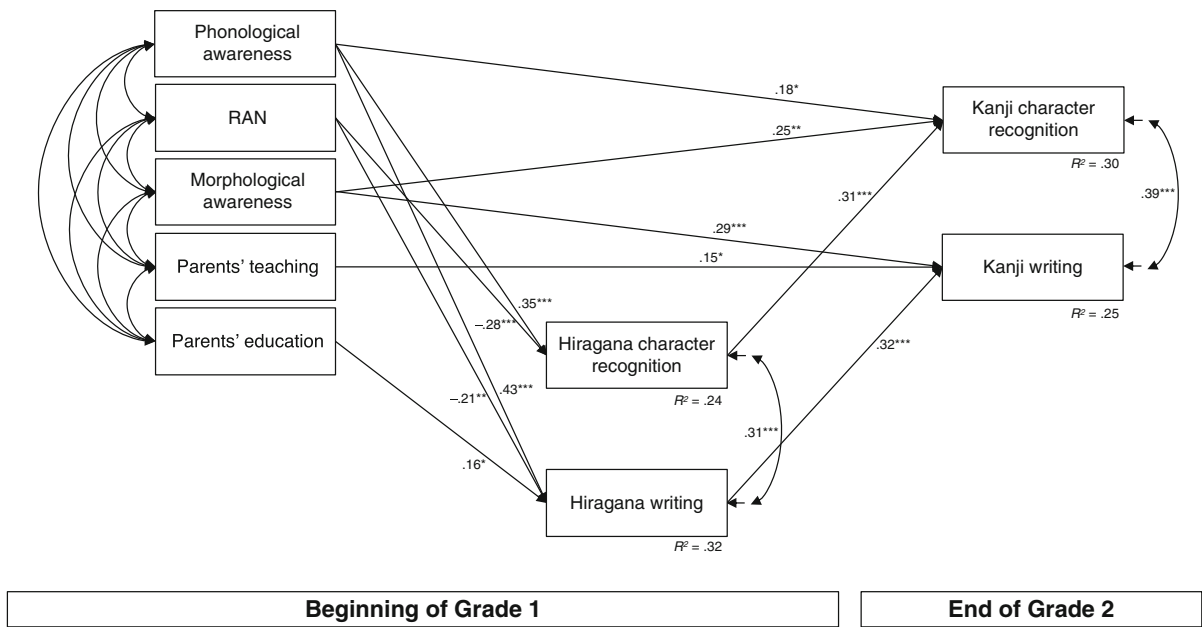 Phonological
awareness
RAN
Morphological
awareness
Parents' teaching
Parents' education
.18*
.25**
.31***
.29***
.15*
.35***
–.28***
.43***
–.21**
.16*
.32***
.31***
.39***
Hiragana character
recognition
R² = .24
Hiragana writing
R² = .32
Kanji character
recognition
R² = .30
Kanji writing
R² = .25
Beginning of Grade 1
End of Grade 2